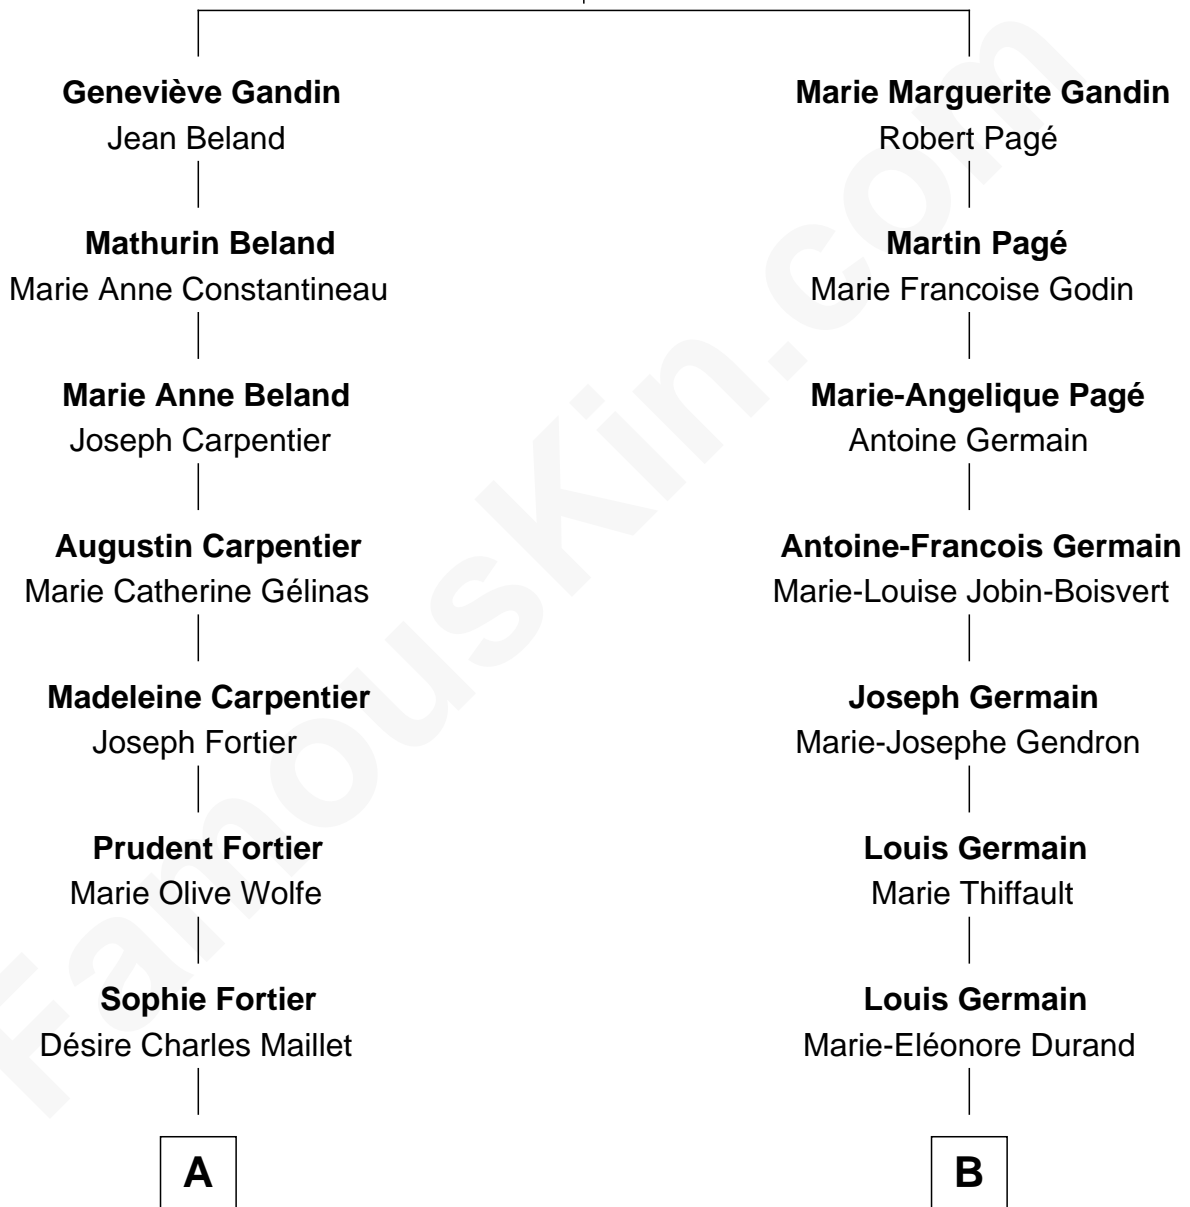 Geneviève Gandin
Jean Beland
Mathurin Beland
Marie Anne Constantineau
Marie Anne Beland
Joseph Carpentier
Augustin Carpentier
Marie Catherine Gélinas
Madeleine Carpentier
Joseph Fortier
Prudent Fortier
Marie Olive Wolfe
Sophie Fortier
Désire Charles Maillet
A
Marie Marguerite Gandin
Robert Pagé
Martin Pagé
Marie Francoise Godin
Marie-Angelique Pagé
Antoine Germain
Antoine-Francois Germain
Marie-Louise Jobin-Boisvert
Joseph Germain
Marie-Josephe Gendron
Louis Germain
Marie Thiffault
Louis Germain
Marie-Eléonore Durand
B
FamousKin.com